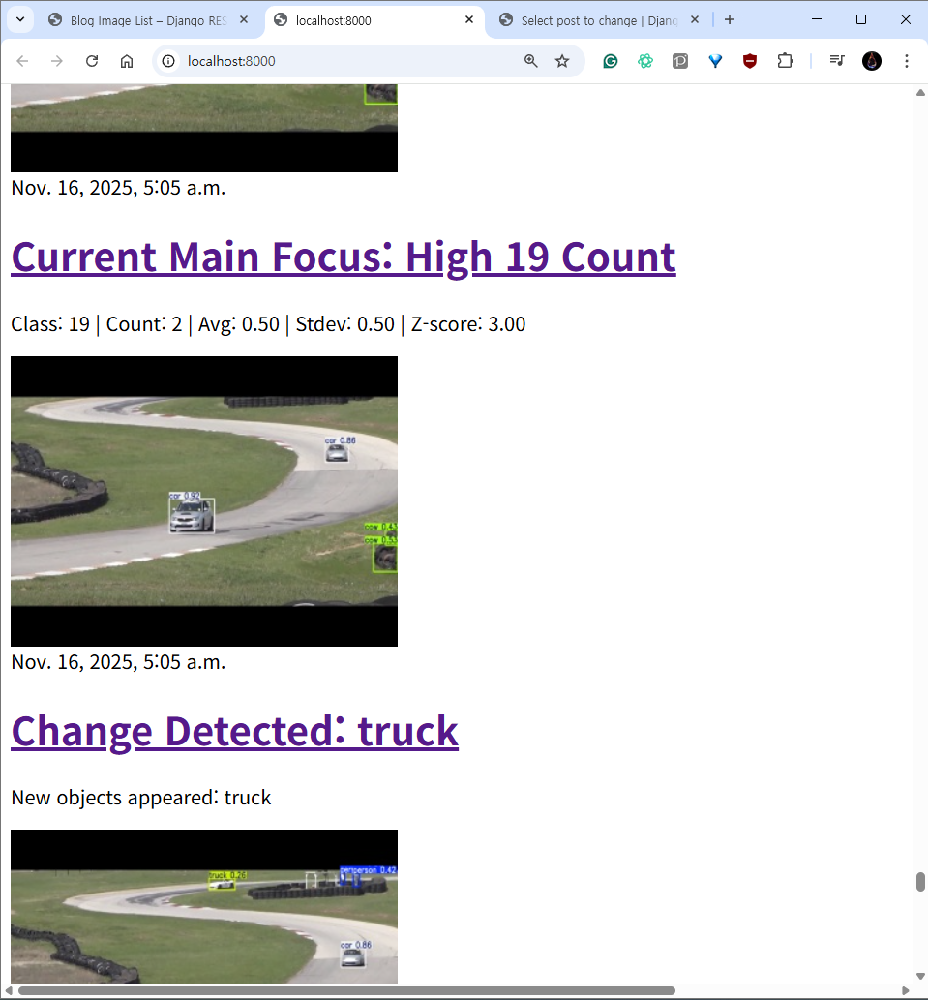 Blog Image List – Django RES
localhost:8000
Select post to change | Djang
localhost:8000
Nov. 16, 2025, 5:05 a.m.
Current Main Focus: High 19 Count
Class: 19 | Count: 2 | Avg: 0.50 | Stdev: 0.50 | Z-score: 3.00
car 0.86
car 0.92
cow 0.43
cow 0.53
Nov. 16, 2025, 5:05 a.m.
Change Detected: truck
New objects appeared: truck
truck 0.26
person 0.42
car 0.86